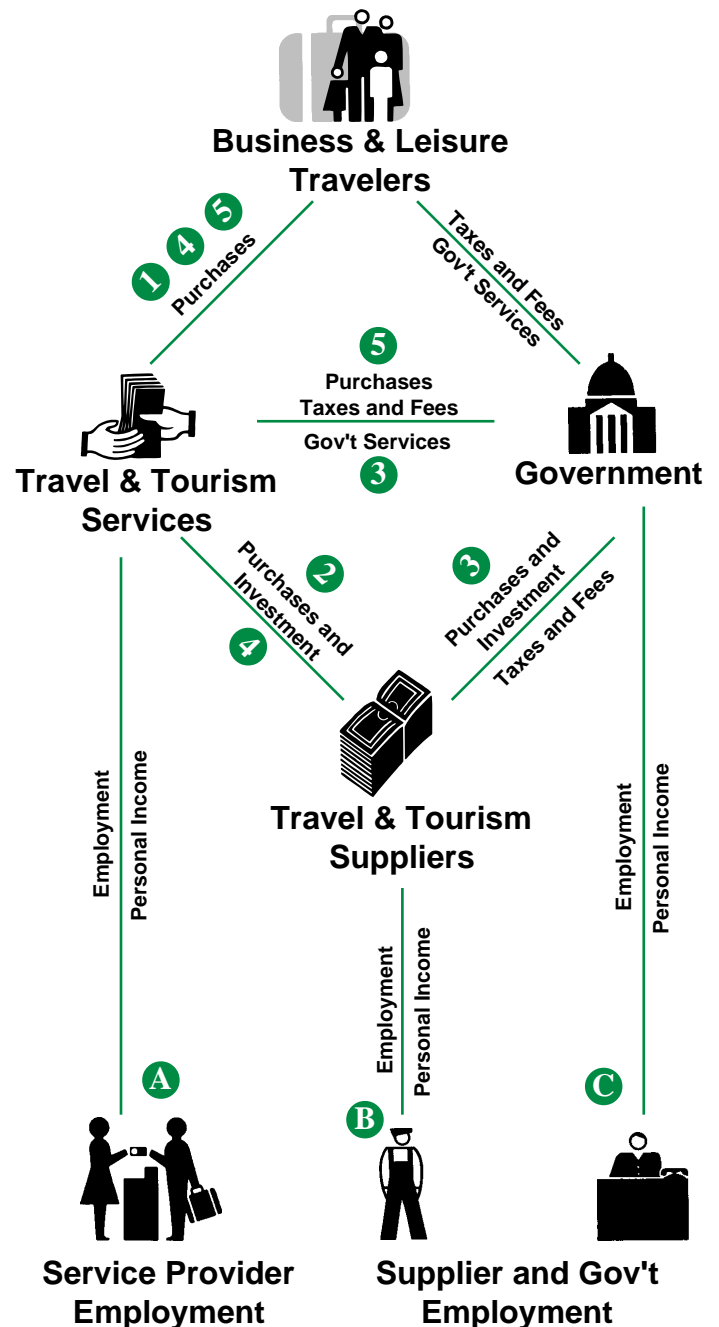 Business & Leisure
Travelers
1 4 5
Purchases
Taxes and Fees
Gov't Services
5
Purchases
Taxes and Fees
Gov't Services
3
Travel & Tourism
Services
Government
2
Purchases and
Investment
4
3
Purchases and
Investment
Taxes and Fees
Travel & Tourism
Suppliers
Employment
Personal Income
Employment
Personal Income
Employment
Personal Income
A
B
C
Service Provider
Employment
Supplier and Gov't
Employment